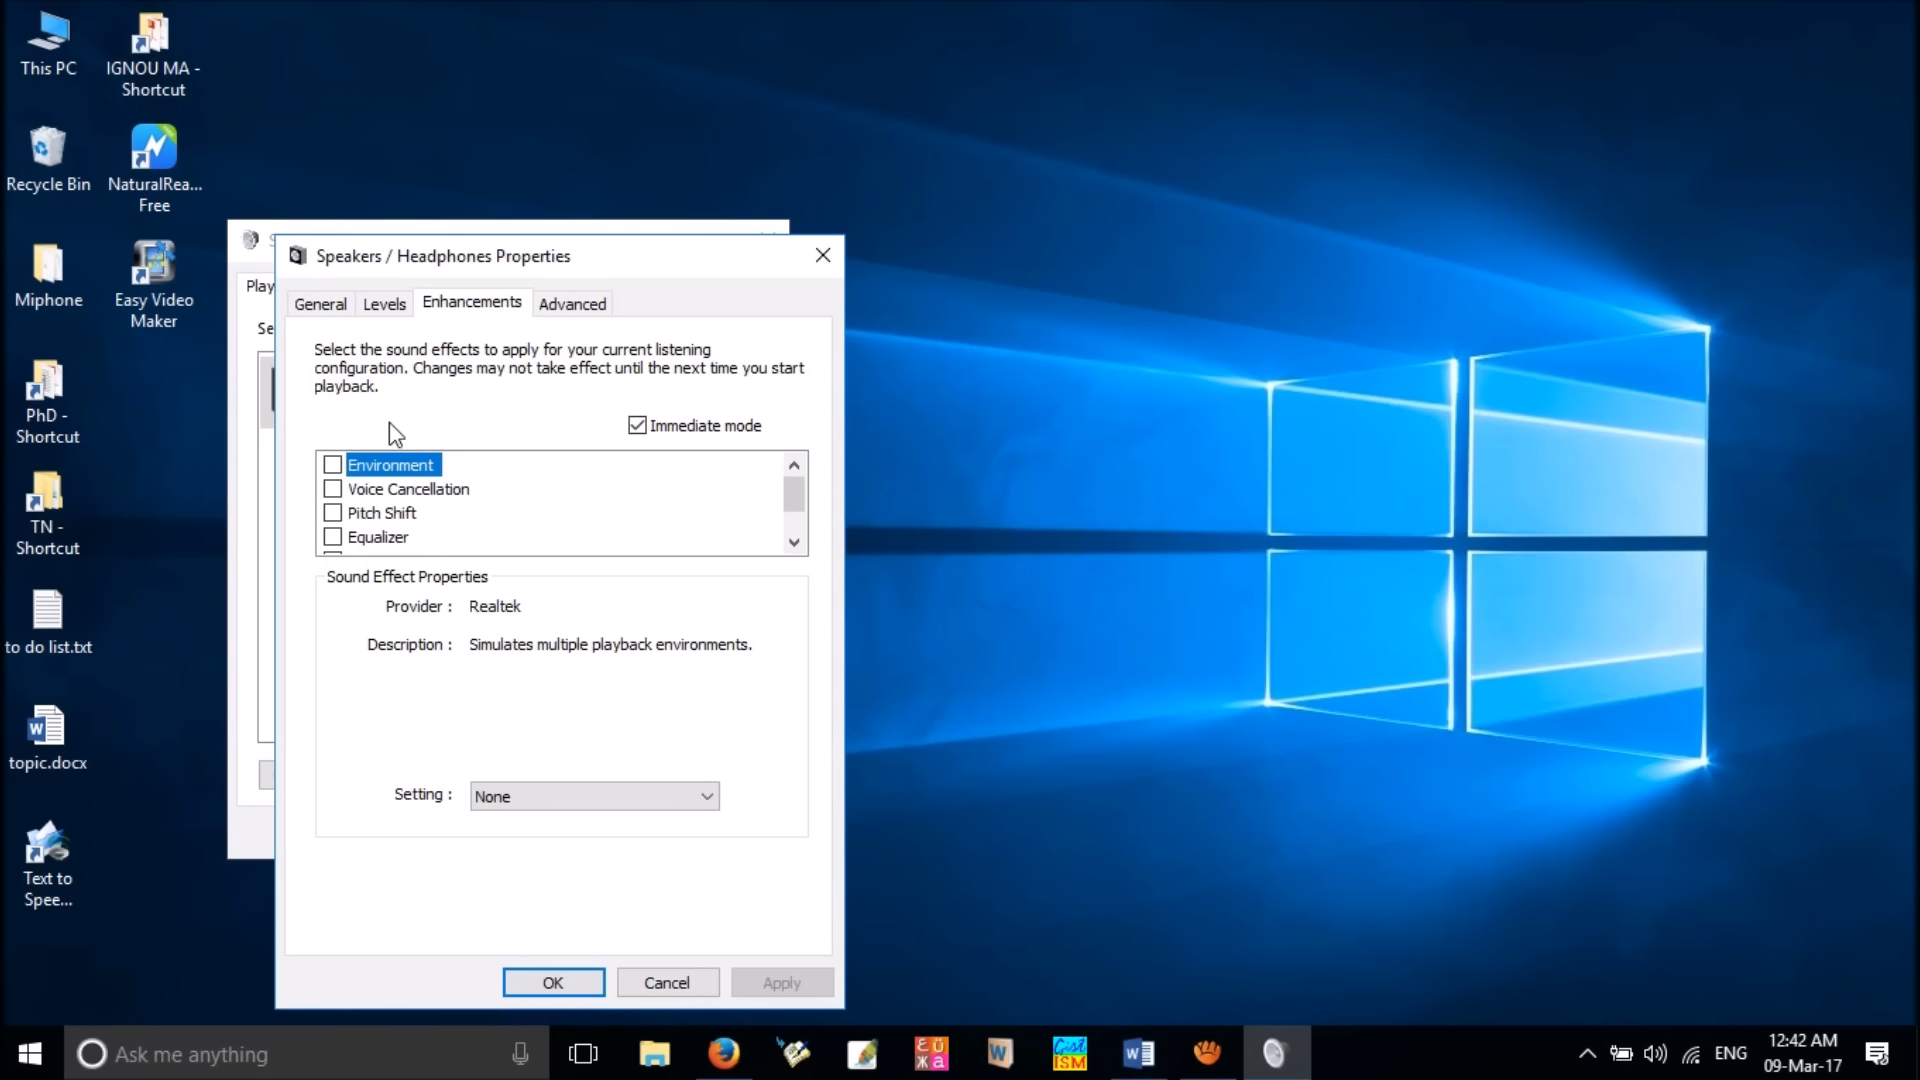 This PC
IGNOU MA -
Shortcut
Recycle Bin
NaturalRea...
Free
Miphone
Easy Video
Maker
PhD -
Shortcut
TN -
Shortcut
to do list.txt
topic.docx
Text to
Spee...
Play
Se
Speakers / Headphones Properties
General
Levels
Enhancements
Advanced
Select the sound effects to apply for your current listening
configuration. Changes may not take effect until the next time you start
playback.
Immediate mode
Environment
Voice Cancellation
Pitch Shift
Equalizer
Sound Effect Properties
Provider : Realtek
Description : Simulates multiple playback environments.
Setting : None
OK
Cancel
Apply
Ask me anything
ENG
12:42 AM
09-Mar-17